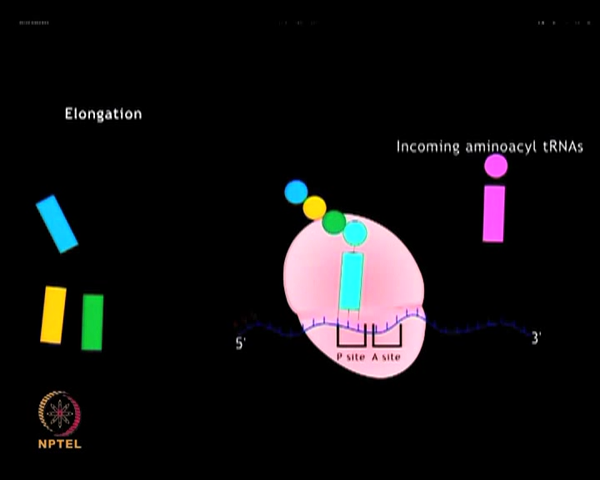 Elongation
Incoming aminoacyl tRNAs
5'
3'
P site
A site
NPTEL